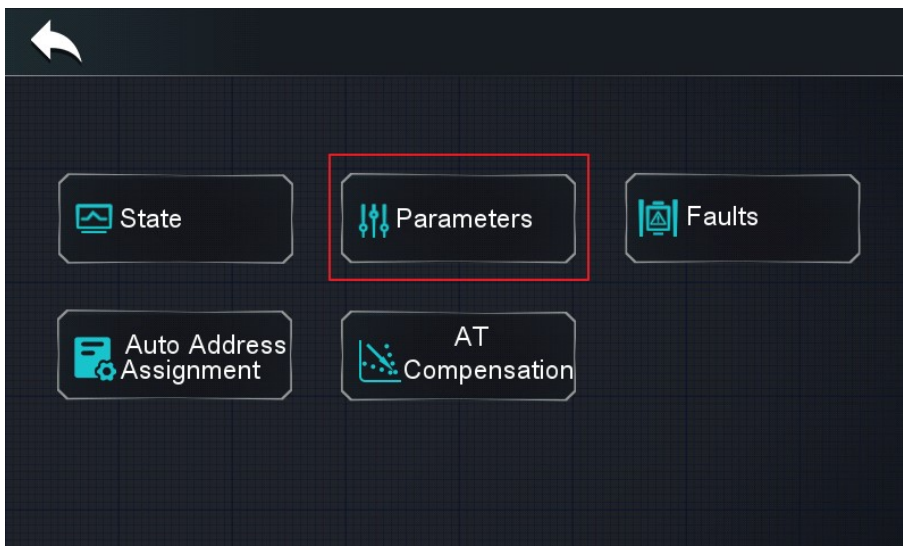 State
Parameters
Faults
Auto Address
Assignment
AT
Compensation